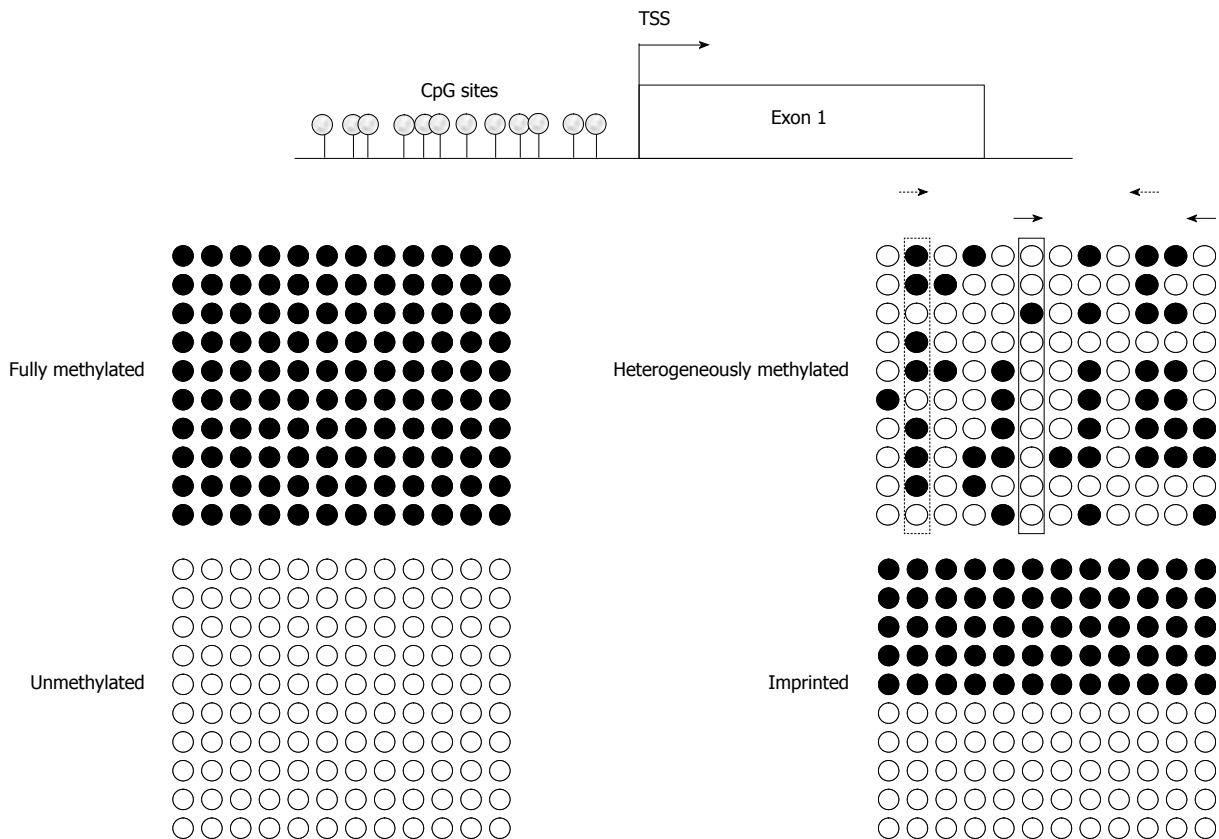 TSS
CpG sites
Exon 1
Fully methylated
Heterogeneously methylated
Unmethylated
Imprinted